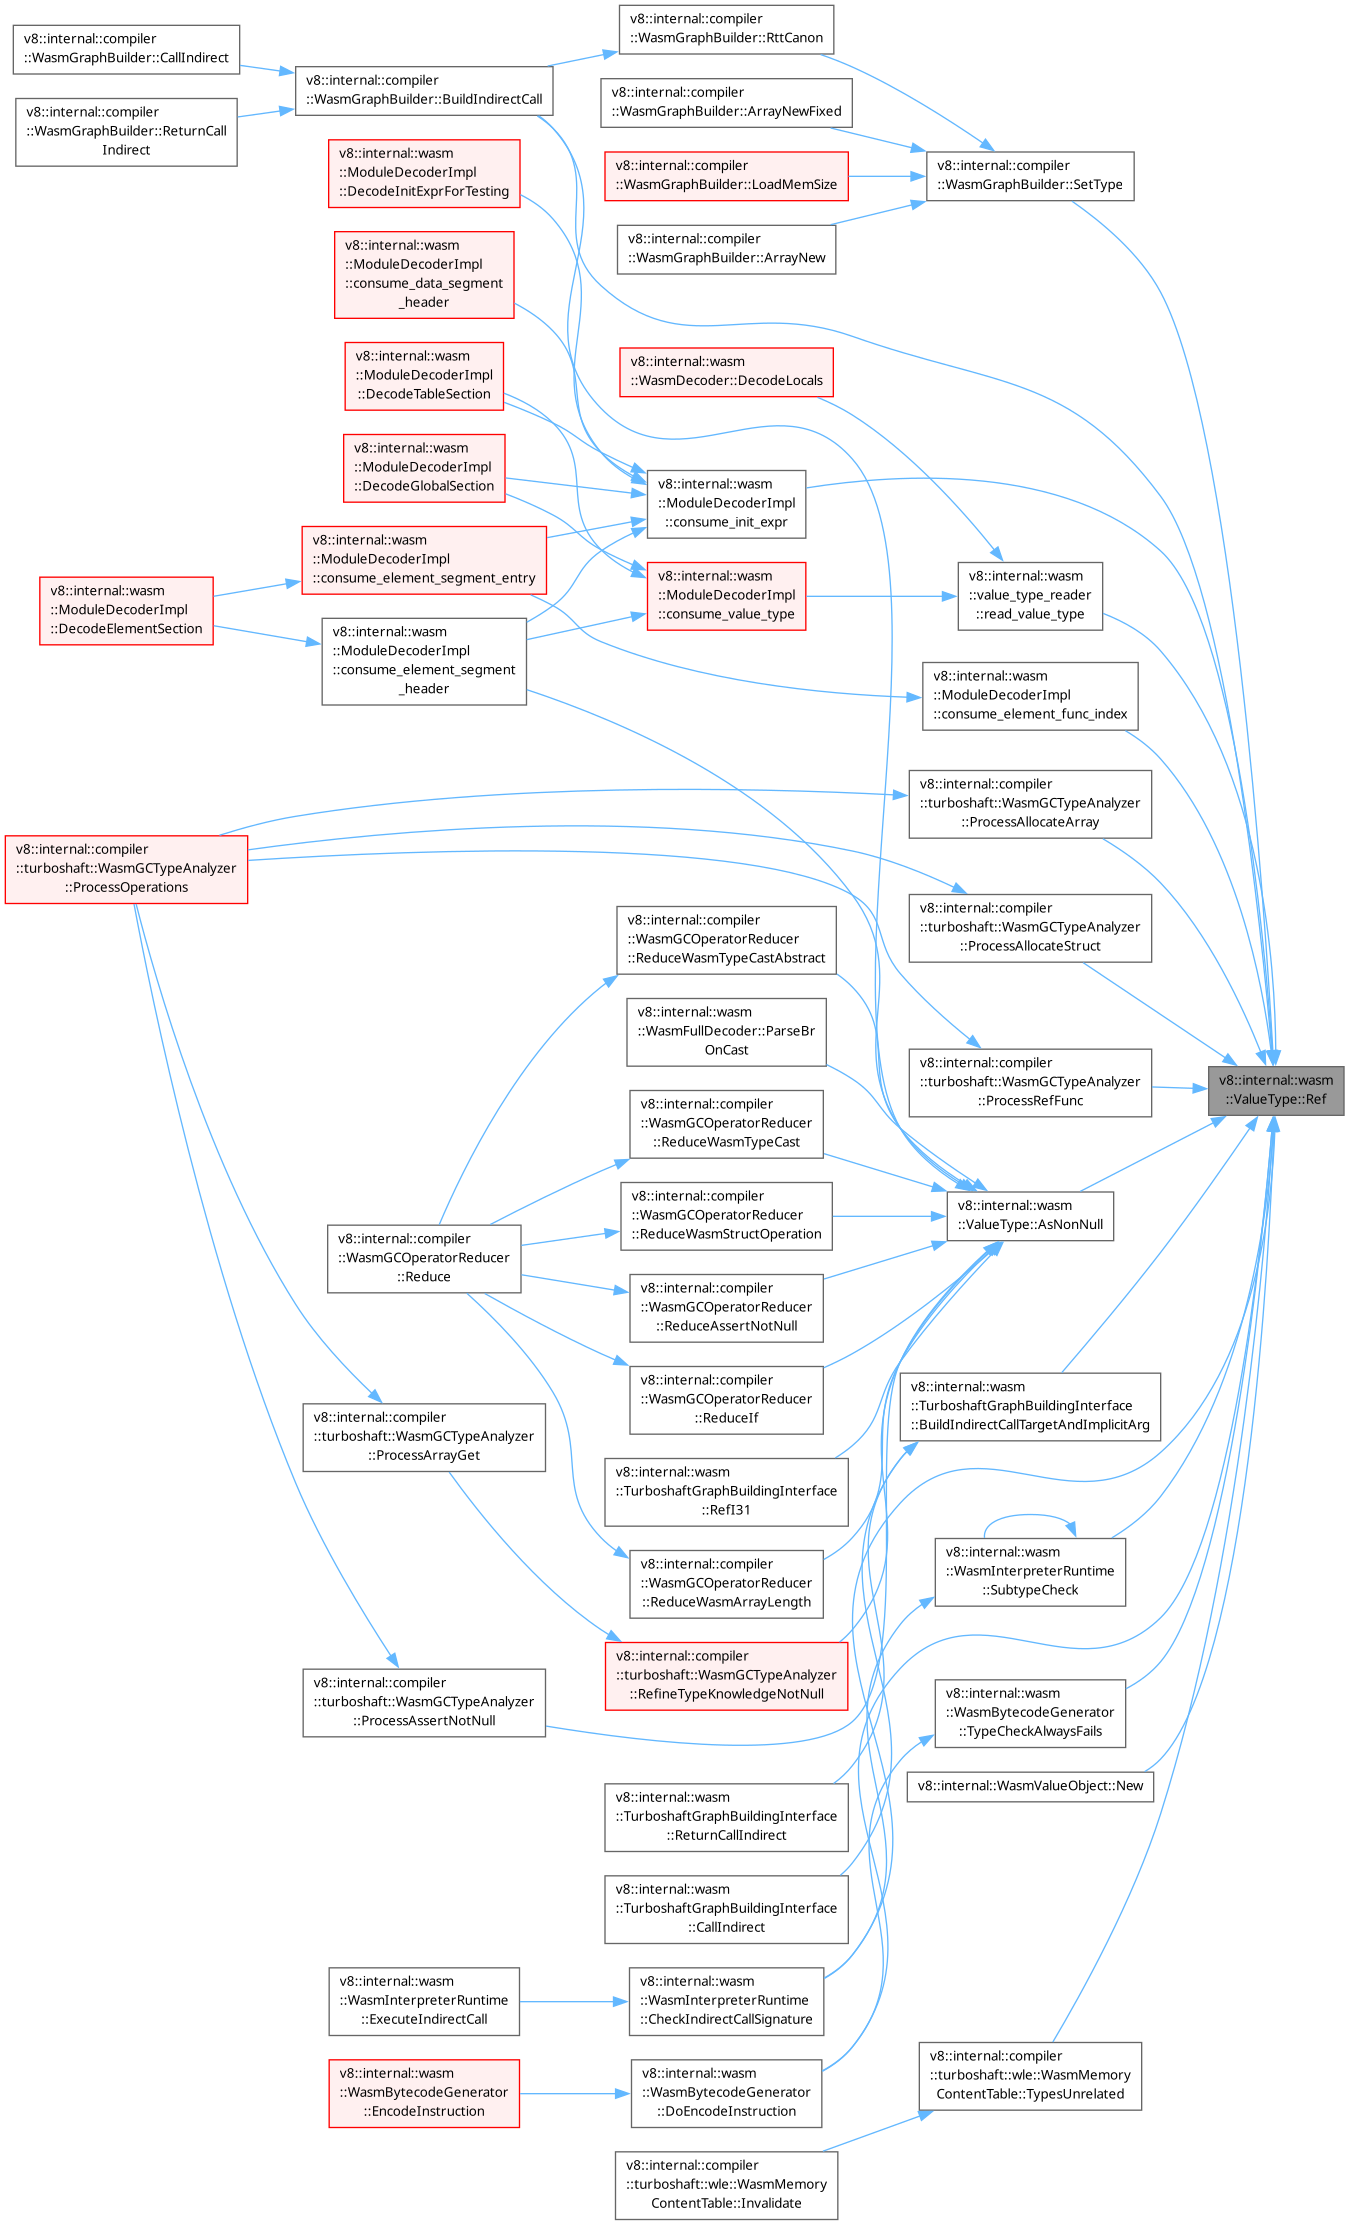 v8::internal::compiler
::WasmGraphBuilder::CallIndirect
v8::internal::compiler
::WasmGraphBuilder::ReturnCall
Indirect
v8::internal::compiler
::WasmGraphBuilder::BuildIndirectCall
v8::internal::compiler
::WasmGraphBuilder::RttCanon
v8::internal::compiler
::WasmGraphBuilder::ArrayNewFixed
v8::internal::compiler
::WasmGraphBuilder::LoadMemSize
v8::internal::compiler
::WasmGraphBuilder::ArrayNew
v8::internal::compiler
::WasmGraphBuilder::SetType
v8::internal::wasm
::ModuleDecoderImpl
::DecodeInitExprForTesting
v8::internal::wasm
::ModuleDecoderImpl
::consume_data_segment
_header
v8::internal::wasm
::ModuleDecoderImpl
::DecodeTableSection
v8::internal::wasm
::WasmDecoder::DecodeLocals
v8::internal::wasm
::ModuleDecoderImpl
::DecodeGlobalSection
v8::internal::wasm
::ModuleDecoderImpl
::consume_init_expr
v8::internal::wasm
::ModuleDecoderImpl
::consume_element_segment_entry
v8::internal::wasm
::ModuleDecoderImpl
::consume_value_type
v8::internal::wasm
::value_type_reader
::read_value_type
v8::internal::wasm
::ModuleDecoderImpl
::DecodeElementSection
v8::internal::wasm
::ModuleDecoderImpl
::consume_element_segment
_header
v8::internal::wasm
::ModuleDecoderImpl
::consume_element_func_index
v8::internal::compiler
::turboshaft::WasmGCTypeAnalyzer
::ProcessAllocateArray
v8::internal::compiler
::turboshaft::WasmGCTypeAnalyzer
::ProcessOperations
v8::internal::compiler
::turboshaft::WasmGCTypeAnalyzer
::ProcessAllocateStruct
v8::internal::compiler
::WasmGCOperatorReducer
::ReduceWasmTypeCastAbstract
v8::internal::wasm
::WasmFullDecoder::ParseBr
OnCast
v8::internal::compiler
::turboshaft::WasmGCTypeAnalyzer
::ProcessRefFunc
v8::internal::wasm
::ValueType::Ref
v8::internal::compiler
::WasmGCOperatorReducer
::ReduceWasmTypeCast
v8::internal::compiler
::WasmGCOperatorReducer
::ReduceWasmStructOperation
v8::internal::wasm
::ValueType::AsNonNull
v8::internal::compiler
::WasmGCOperatorReducer
::Reduce
v8::internal::compiler
::WasmGCOperatorReducer
::ReduceAssertNotNull
v8::internal::compiler
::WasmGCOperatorReducer
::ReduceIf
v8::internal::wasm
::TurboshaftGraphBuildingInterface
::BuildIndirectCallTargetAndImplicitArg
v8::internal::compiler
::turboshaft::WasmGCTypeAnalyzer
::ProcessArrayGet
v8::internal::wasm
::TurboshaftGraphBuildingInterface
::RefI31
v8::internal::compiler
::WasmGCOperatorReducer
::ReduceWasmArrayLength
v8::internal::wasm
::WasmInterpreterRuntime
::SubtypeCheck
v8::internal::compiler
::turboshaft::WasmGCTypeAnalyzer
::RefineTypeKnowledgeNotNull
v8::internal::compiler
::turboshaft::WasmGCTypeAnalyzer
::ProcessAssertNotNull
v8::internal::wasm
::WasmBytecodeGenerator
::TypeCheckAlwaysFails
v8::internal::WasmValueObject::New
v8::internal::wasm
::TurboshaftGraphBuildingInterface
::ReturnCallIndirect
v8::internal::wasm
::TurboshaftGraphBuildingInterface
::CallIndirect
v8::internal::wasm
::WasmInterpreterRuntime
::ExecuteIndirectCall
v8::internal::wasm
::WasmInterpreterRuntime
::CheckIndirectCallSignature
v8::internal::wasm
::WasmBytecodeGenerator
::EncodeInstruction
v8::internal::wasm
::WasmBytecodeGenerator
::DoEncodeInstruction
v8::internal::compiler
::turboshaft::wle::WasmMemory
ContentTable::TypesUnrelated
v8::internal::compiler
::turboshaft::wle::WasmMemory
ContentTable::Invalidate